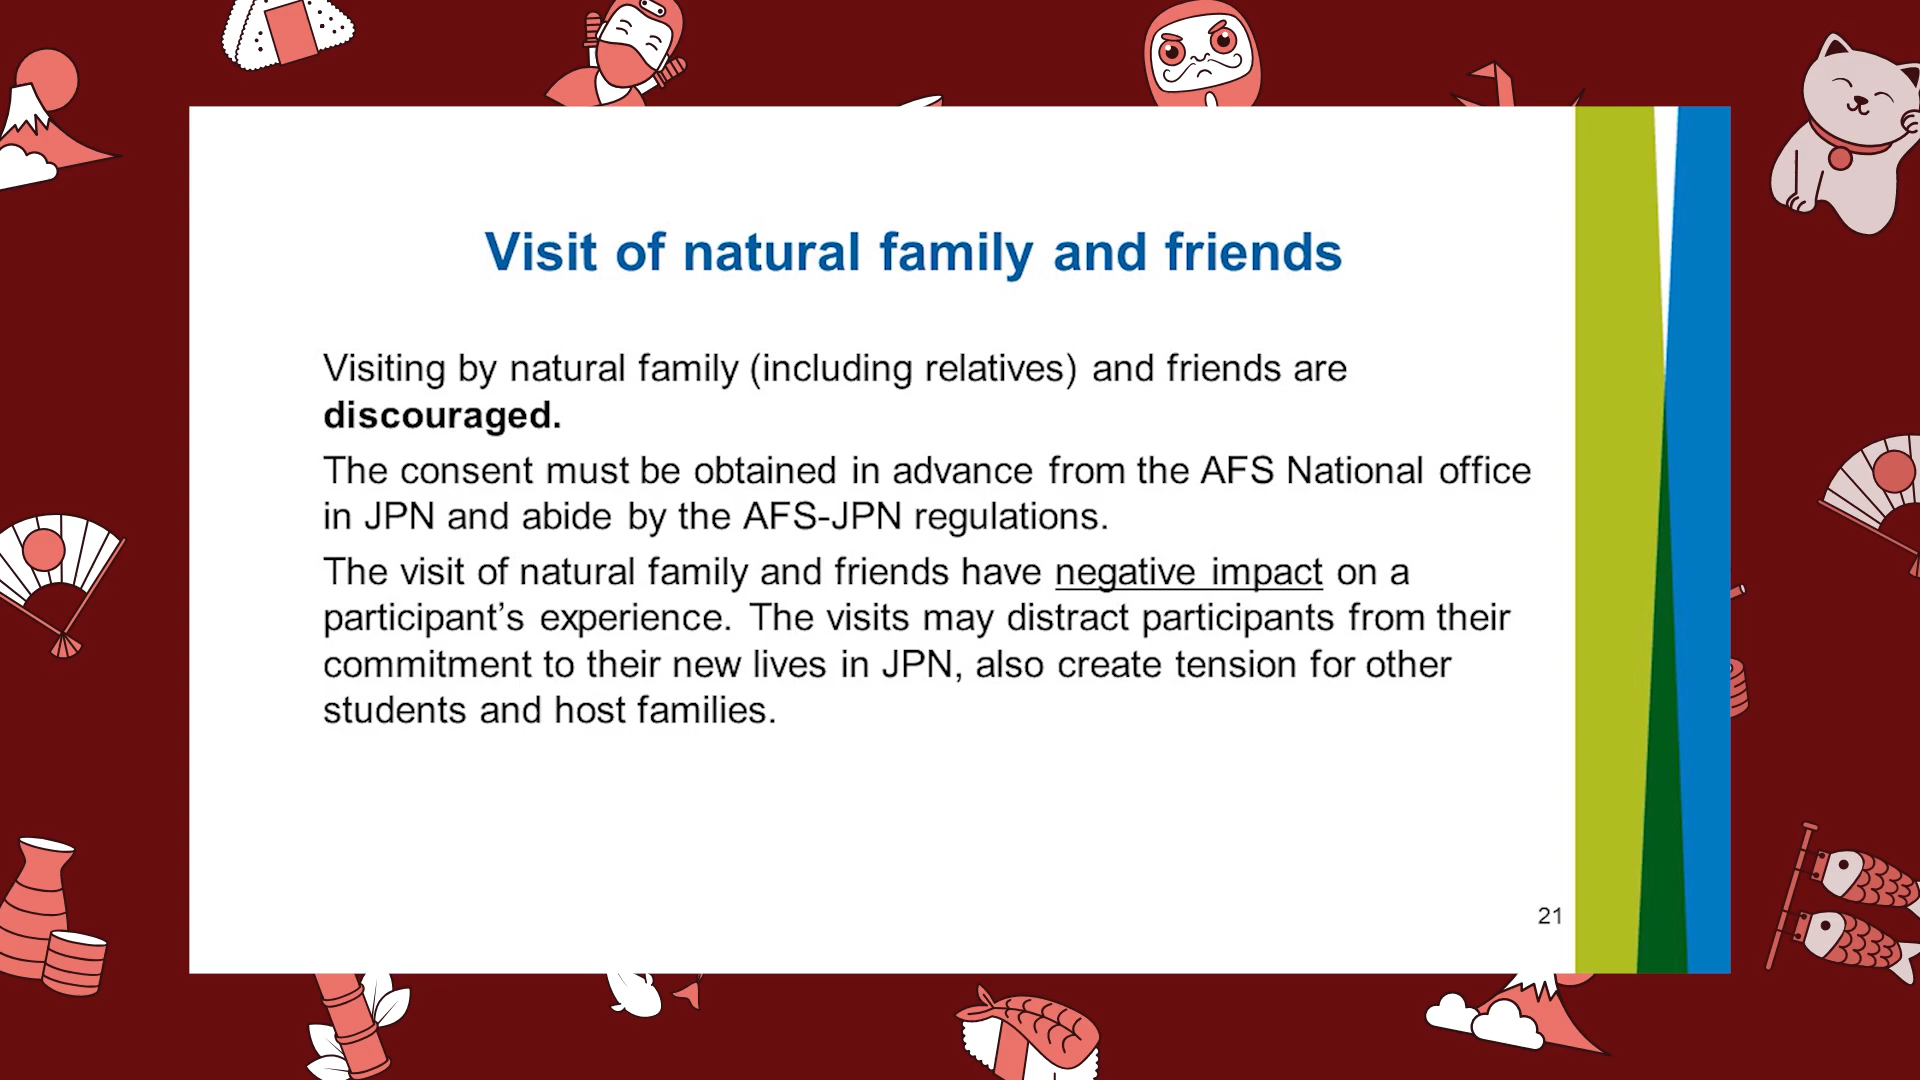 Visit of natural family and friends
Visiting by natural family (including relatives) and friends are
discouraged.
The consent must be obtained in advance from the AFS National office
in JPN and abide by the AFS-JPN regulations.
The visit of natural family and friends have negative impact on a
participant’s experience. The visits may distract participants from their
commitment to their new lives in JPN, also create tension for other
students and host families.
21